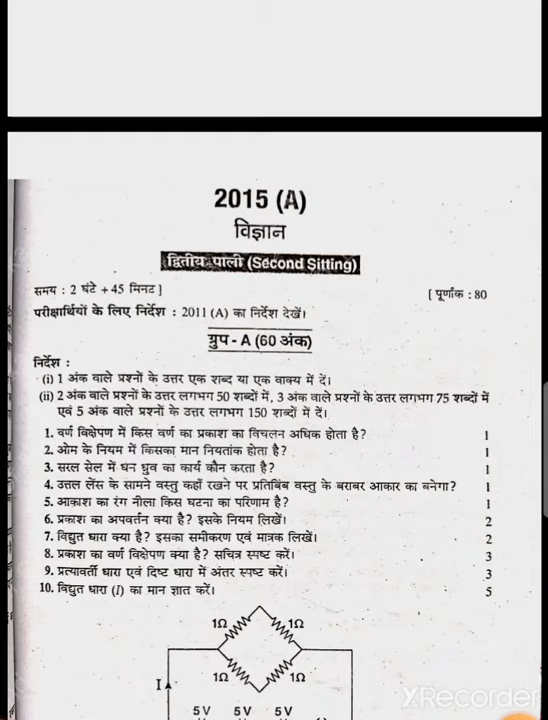 2015 (A)
विज्ञान
द्वितीय पाली (Second Sitting)
समय : 2 घंटे + 45 मिनट ]
[ पूर्णांक : 80
परीक्षार्थियों के लिए निर्देश : 2011 (A) का निर्देश देखें।
ग्रुप - A (60 अंक)
निर्देश :
(i) 1 अंक वाले प्रश्नों के उत्तर एक शब्द या एक वाक्य में दें।
(ii) 2 अंक वाले प्रश्नों के उत्तर लगभग 50 शब्दों में, 3 अंक वाले प्रश्नों के उत्तर लगभग 75 शब्दों में
एवं 5 अंक वाले प्रश्नों के उत्तर लगभग 150 शब्दों में दें।
1. वर्ण विक्षेपण में किस वर्ण का प्रकाश का विचलन अधिक होता है? 1
2. ओम के नियम में किसका मान नियतांक होता है? 1
3. सरल सेल में धन ध्रुव का कार्य कौन करता है? 1
4. उत्तल लेंस के सामने वस्तु कहाँ रखने पर प्रतिबिंब वस्तु के बराबर आकार का बनेगा? 1
5. आकाश का रंग नीला किस घटना का परिणाम है? 1
6. प्रकाश का अपवर्तन क्या है? इसके नियम लिखें। 2
7. विद्युत धारा क्या है? इसका समीकरण एवं मात्रक लिखें। 2
8. प्रकाश का वर्ण विक्षेपण क्या है? सचित्र स्पष्ट करें। 3
9. प्रत्यावर्ती धारा एवं दिष्ट धारा में अंतर स्पष्ट करें। 3
10. विद्युत धारा (I) का मान ज्ञात करें। 5
1Ω 1Ω
1Ω 1Ω
I
5 V 5 V 5 V
XRecorder